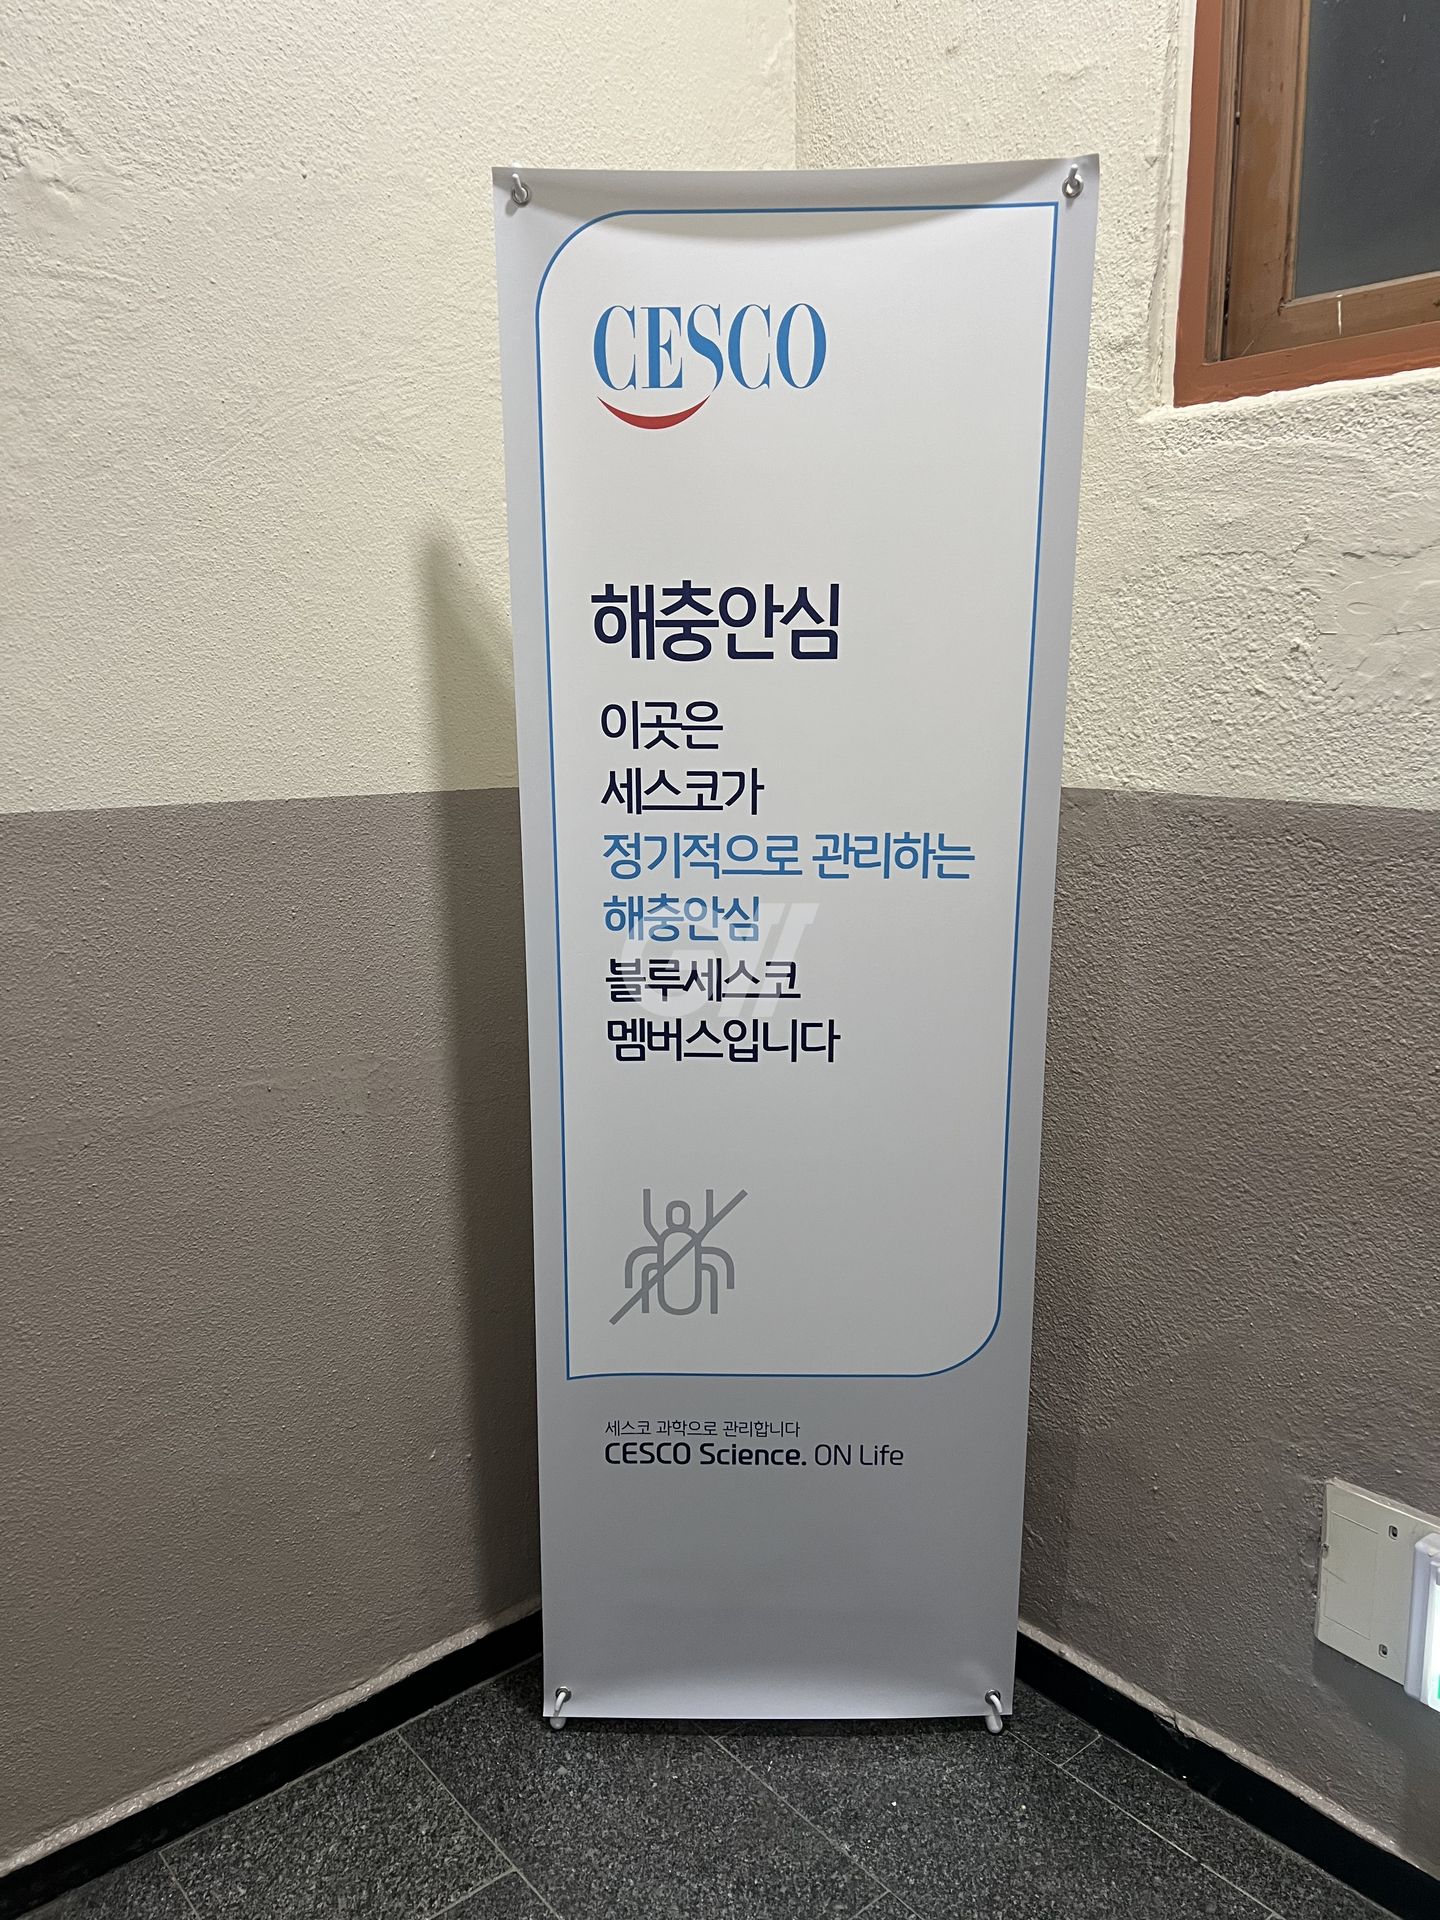 CESCO
해충안심
이곳은
세스코가
정기적으로 관리하는
해충안심
블루세스코
멤버스입니다
세스코 과학으로 관리합니다
CESCO Science. ON Life